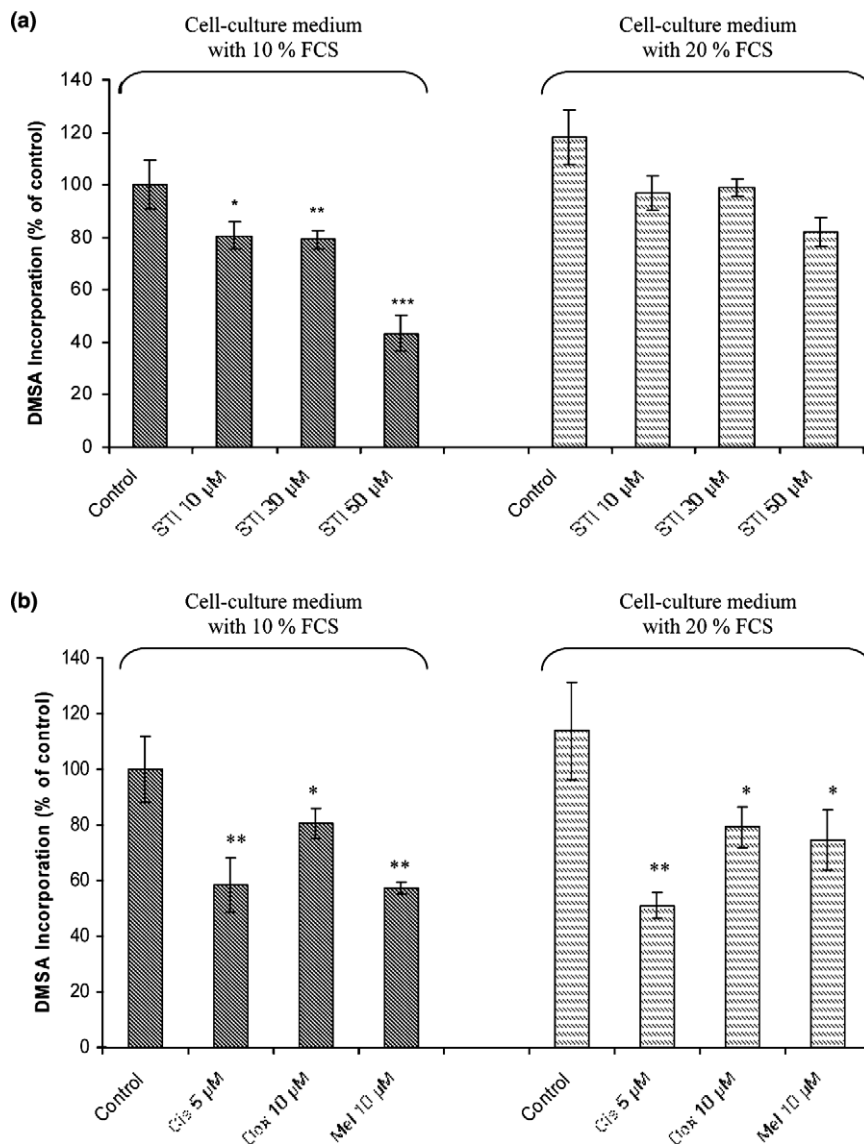 (a)
Cell-culture medium
with 10 % FCS
Cell-culture medium
with 20 % FCS
DMSA Incorporation (% of control)
140
120
100
80
60
40
20
0
*
**
***
Control
STI 10 µM
STI 30 µM
STI 50 µM
Control
STI 10 µM
STI 30 µM
STI 50 µM
(b)
Cell-culture medium
with 10 % FCS
Cell-culture medium
with 20 % FCS
DMSA Incorporation (% of control)
140
120
100
80
60
40
20
0
**
*
**
**
*
*
Control
Cis 5 µM
Dox 10 µM
Mel 10 µM
Control
Cis 5 µM
Dox 10 µM
Mel 10 µM